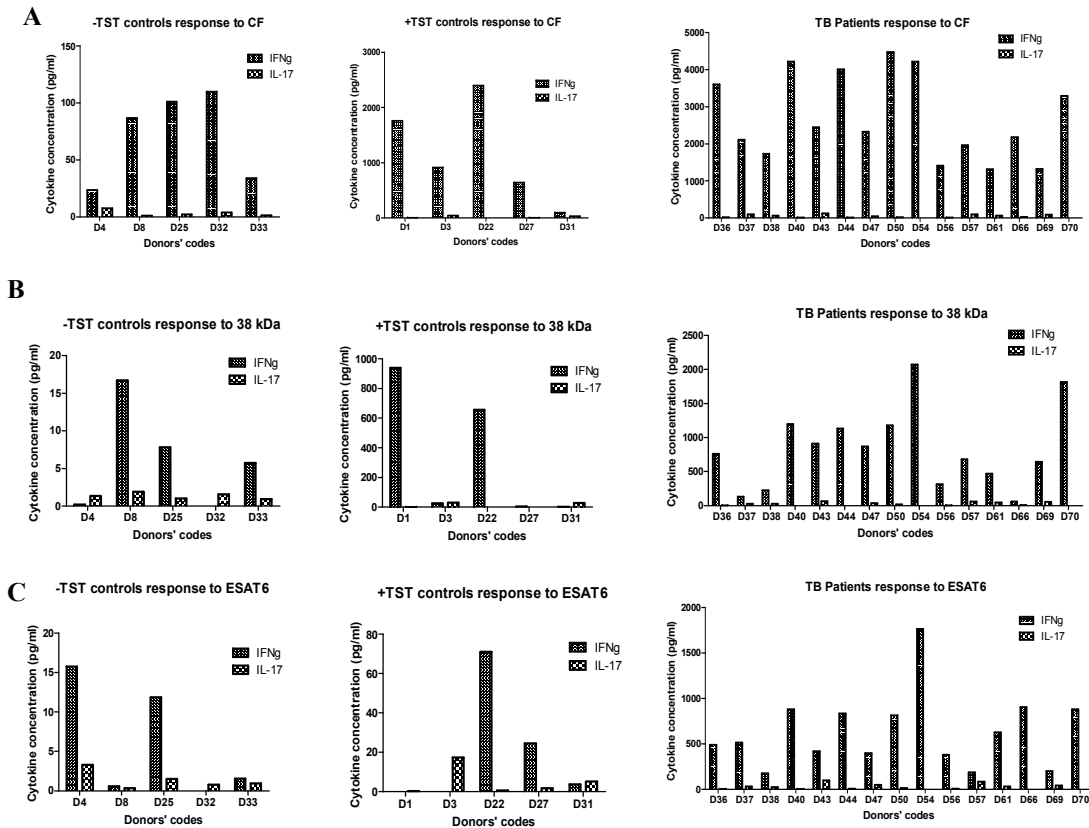 A
-TST controls response to CF
Cytokine concentration (pg/ml)
150
100
50
0
IFNg
IL-17
D4 D8 D25 D32 D33
Donors' codes
+TST controls response to CF
Cytokine concentration (pg/ml)
3000
2000
1000
0
IFNg
IL-17
D1 D3 D22 D27 D31
Donors' codes
TB Patients response to CF
Cytokine concentration (pg/ml)
5000
4000
3000
2000
1000
0
IFNg
IL-17
D36 D37 D38 D40 D43 D44 D47 D50 D54 D56 D57 D61 D66 D69 D70
Donors' codes
B
-TST controls response to 38 kDa
Cytokine concentration (pg/ml)
20
15
10
5
0
IFNg
IL-17
D4 D8 D25 D32 D33
Donors' codes
+TST controls response to 38 kDa
Cytokine concentration (pg/ml)
1000
800
600
400
200
0
IFNg
IL-17
D1 D3 D22 D27 D31
Donors' codes
TB Patients response to 38 kDa
Cytokine concentration (pg/ml)
2500
2000
1500
1000
500
0
IFNg
IL-17
D36 D37 D38 D40 D43 D44 D47 D50 D54 D56 D57 D61 D66 D69 D70
Donors' codes
C
-TST controls response to ESAT6
Cytokine concentration (pg/ml)
20
15
10
5
0
IFNg
IL-17
D4 D8 D25 D32 D33
Donors' codes
+TST controls response to ESAT6
Cytokine concentration (pg/ml)
80
60
40
20
0
IFNg
IL-17
D1 D3 D22 D27 D31
Donors' codes
TB Patients response to ESAT6
Cytokine concentration (pg/ml)
2000
1500
1000
500
0
IFNg
IL-17
D36 D37 D38 D40 D43 D44 D47 D50 D54 D56 D57 D61 D66 D69 D70
Donors' codes